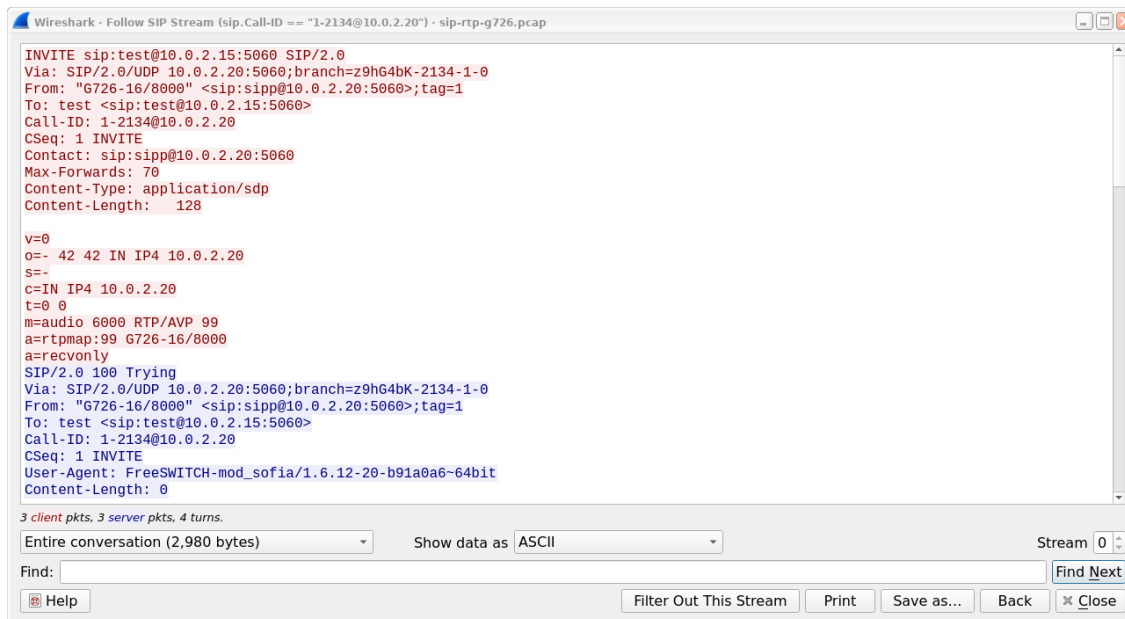 Wireshark · Follow SIP Stream (sip.Call-ID == "1-2134@10.0.2.20") · sip-rtp-g726.pcap
INVITE sip:test@10.0.2.15:5060 SIP/2.0
Via: SIP/2.0/UDP 10.0.2.20:5060;branch=z9hG4bK-2134-1-0
From: "G726-16/8000" <sip:sipp@10.0.2.20:5060>;tag=1
To: test <sip:test@10.0.2.15:5060>
Call-ID: 1-2134@10.0.2.20
CSeq: 1 INVITE
Contact: sip:sipp@10.0.2.20:5060
Max-Forwards: 70
Content-Type: application/sdp
Content-Length:   128
v=0
o=- 42 42 IN IP4 10.0.2.20
s=-
c=IN IP4 10.0.2.20
t=0 0
m=audio 6000 RTP/AVP 99
a=rtpmap:99 G726-16/8000
a=recvonly
SIP/2.0 100 Trying
Via: SIP/2.0/UDP 10.0.2.20:5060;branch=z9hG4bK-2134-1-0
From: "G726-16/8000" <sip:sipp@10.0.2.20:5060>;tag=1
To: test <sip:test@10.0.2.15:5060>
Call-ID: 1-2134@10.0.2.20
CSeq: 1 INVITE
User-Agent: FreeSWITCH-mod_sofia/1.6.12-20-b91a0a6~64bit
Content-Length: 0
3 client pkts, 3 server pkts, 4 turns.
Entire conversation (2,980 bytes) Show data as ASCII Stream 0
Find: Find Next
Help Filter Out This Stream Print Save as… Back Close